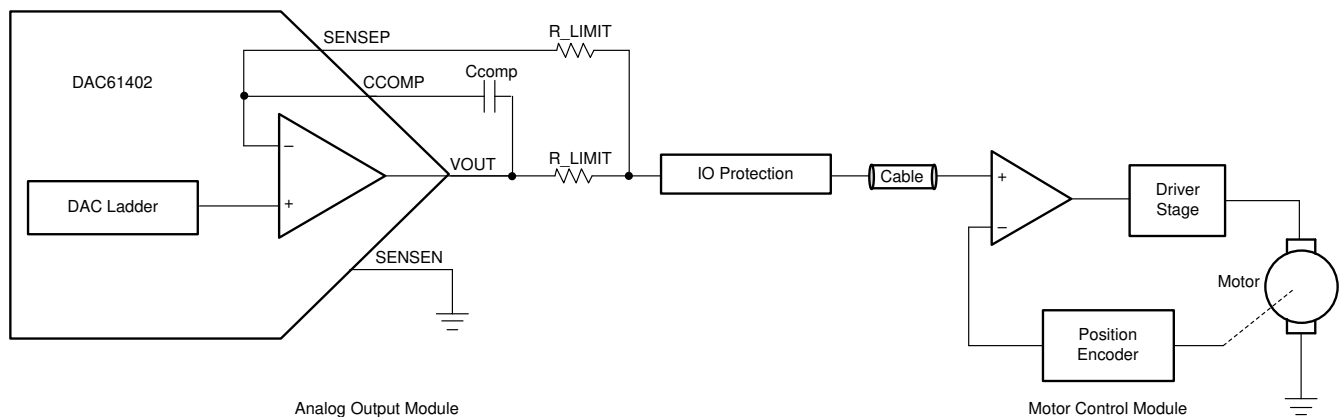 SENSEP
R_LIMIT
DAC61402
CCOMP
Ccomp
−
+
VOUT
R_LIMIT
DAC Ladder
SENSEN
IO Protection
Cable
+
−
Driver
Stage
Motor
Position
Encoder
Analog Output Module
Motor Control Module